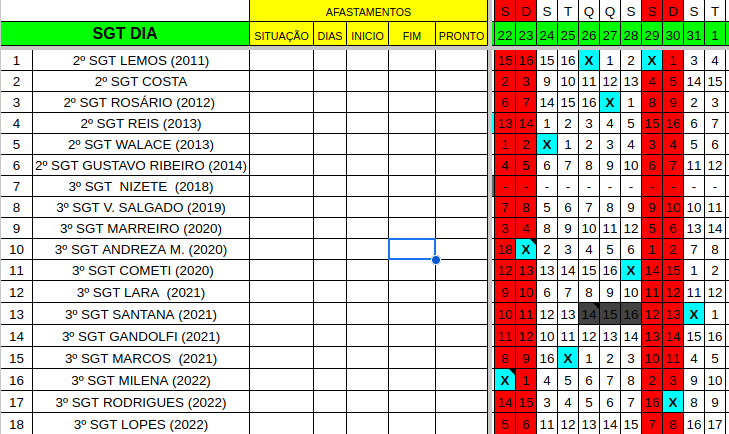 AFASTAMENTOS S D S T Q Q S S D S T
SGT DIA SITUAÇÃO DIAS INICIO FIM PRONTO 22 23 24 25 26 27 28 29 30 31 1
1 2º SGT LEMOS (2011) 15 16 15 16 X 1 2 X 1 3 4
2 2º SGT COSTA 2 3 9 10 11 12 13 4 5 14 15
3 2º SGT ROSÁRIO (2012) 6 7 14 15 16 X 1 8 9 2 3
4 2º SGT REIS (2013) 13 14 1 2 3 4 5 15 16 6 7
5 2º SGT WALACE (2013) 1 2 X 1 2 3 4 3 4 5 6
6 2º SGT GUSTAVO RIBEIRO (2014) 4 5 6 7 8 9 10 6 7 11 12
7 3º SGT NIZETE (2018) - - - - - - - - - - -
8 3º SGT V. SALGADO (2019) 7 8 5 6 7 8 9 9 10 10 11
9 3º SGT MARREIRO (2020) 3 4 8 9 10 11 12 5 6 13 14
10 3º SGT ANDREZA M. (2020) 18 X 2 3 4 5 6 1 2 7 8
11 3º SGT COMETI (2020) 12 13 13 14 15 16 X 14 15 1 2
12 3º SGT LARA (2021) 9 10 6 7 8 9 10 11 12 11 12
13 3º SGT SANTANA (2021) 10 11 12 13 14 15 16 12 13 X 1
14 3º SGT GANDOLFI (2021) 11 12 10 11 12 13 14 13 14 15 16
15 3º SGT MARCOS (2021) 8 9 16 X 1 2 3 10 11 4 5
16 3º SGT MILENA (2022) X 1 4 5 6 7 8 2 3 9 10
17 3º SGT RODRIGUES (2022) 14 15 3 4 5 6 7 16 X 8 9
18 3º SGT LOPES (2022) 5 6 11 12 13 14 15 7 8 16 17